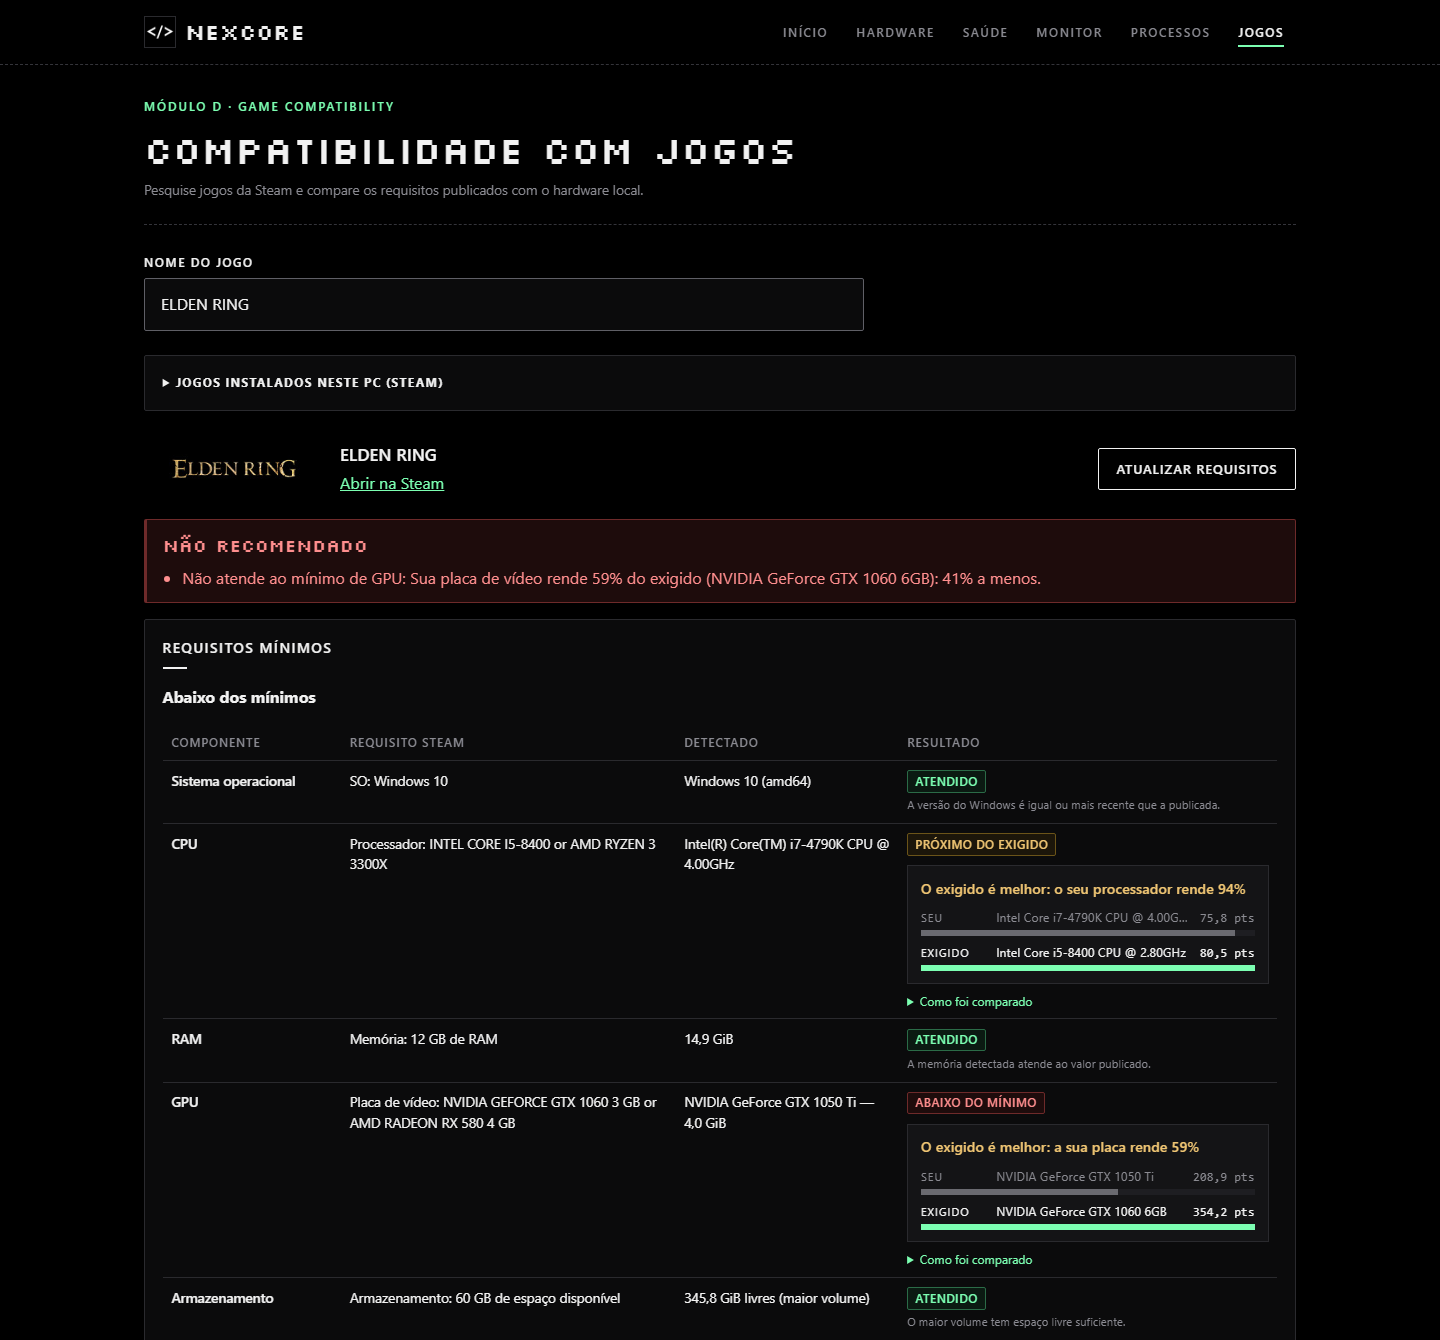 </> NEXCORE
INÍCIO HARDWARE SAÚDE MONITOR PROCESSOS JOGOS
MÓDULO D · GAME COMPATIBILITY
COMPATIBILIDADE COM JOGOS
Pesquise jogos da Steam e compare os requisitos publicados com o hardware local.
NOME DO JOGO
ELDEN RING
JOGOS INSTALADOS NESTE PC (STEAM)
ELDEN RING
ELDEN RING
Abrir na Steam
ATUALIZAR REQUISITOS
NÃO RECOMENDADO
Não atende ao mínimo de GPU: Sua placa de vídeo rende 59% do exigido (NVIDIA GeForce GTX 1060 6GB): 41% a menos.
REQUISITOS MÍNIMOS
Abaixo dos mínimos
COMPONENTE REQUISITO STEAM DETECTADO RESULTADO
Sistema operacional SO: Windows 10 Windows 10 (amd64) ATENDIDO
A versão do Windows é igual ou mais recente que a publicada.
CPU
Processador: INTEL CORE I5-8400 or AMD RYZEN 3
3300X
Intel(R) Core(TM) i7-4790K CPU @
4.00GHz
PRÓXIMO DO EXIGIDO
O exigido é melhor: o seu processador rende 94%
SEU Intel Core i7-4790K CPU @ 4.00G... 75,8 pts
EXIGIDO Intel Core i5-8400 CPU @ 2.80GHz 80,5 pts
Como foi comparado
RAM Memória: 12 GB de RAM 14,9 GiB ATENDIDO
A memória detectada atende ao valor publicado.
GPU
Placa de vídeo: NVIDIA GEFORCE GTX 1060 3 GB or
AMD RADEON RX 580 4 GB
NVIDIA GeForce GTX 1050 Ti —
4,0 GiB
ABAIXO DO MÍNIMO
O exigido é melhor: a sua placa rende 59%
SEU NVIDIA GeForce GTX 1050 Ti 208,9 pts
EXIGIDO NVIDIA GeForce GTX 1060 6GB 354,2 pts
Como foi comparado
Armazenamento Armazenamento: 60 GB de espaço disponível 345,8 GiB livres (maior volume) ATENDIDO
O maior volume tem espaço livre suficiente.